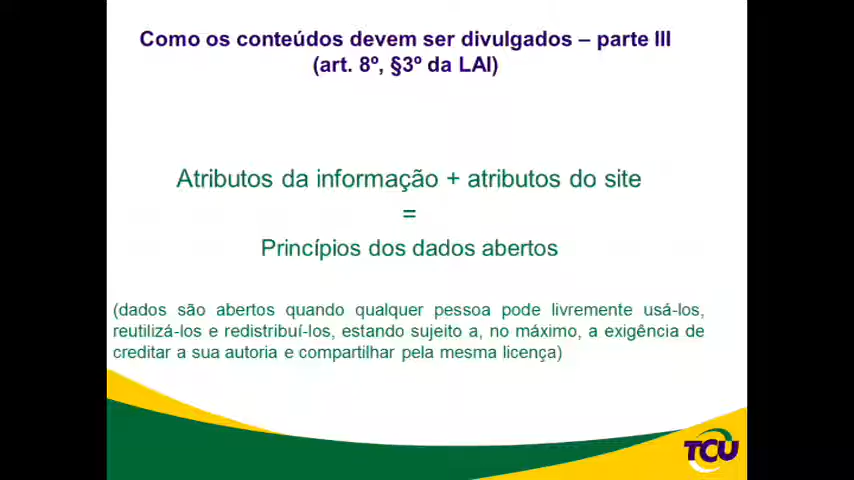 Como os conteúdos devem ser divulgados – parte III
(art. 8º, §3º da LAI)
Atributos da informação + atributos do site
=
Princípios dos dados abertos
(dados são abertos quando qualquer pessoa pode livremente usá-los,
reutilizá-los e redistribuí-los, estando sujeito a, no máximo, a exigência de
creditar a sua autoria e compartilhar pela mesma licença)
TCU